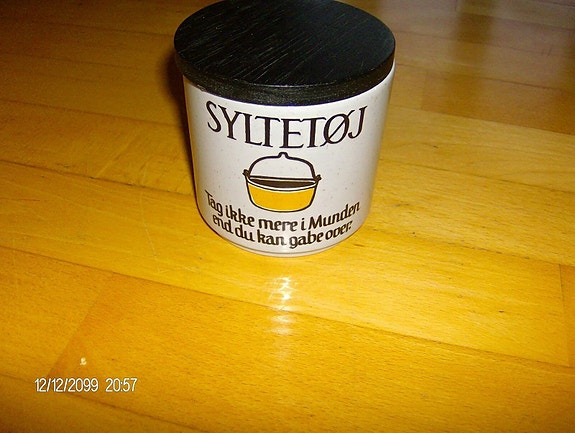 SYLTETØJ
Tag ikke mere i Munden
end du kan gabe over.
12/12/2099 20:57